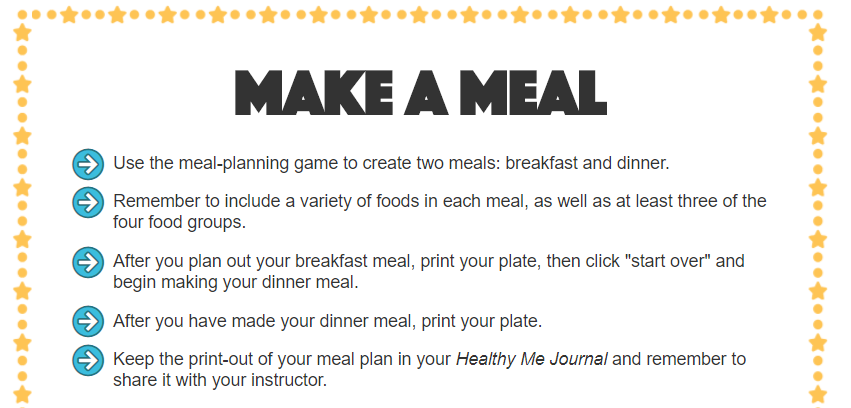 MAKE A MEAL
Use the meal-planning game to create two meals: breakfast and dinner.
Remember to include a variety of foods in each meal, as well as at least three of the
four food groups.
After you plan out your breakfast meal, print your plate, then click "start over" and
begin making your dinner meal.
After you have made your dinner meal, print your plate.
Keep the print-out of your meal plan in your Healthy Me Journal and remember to
share it with your instructor.